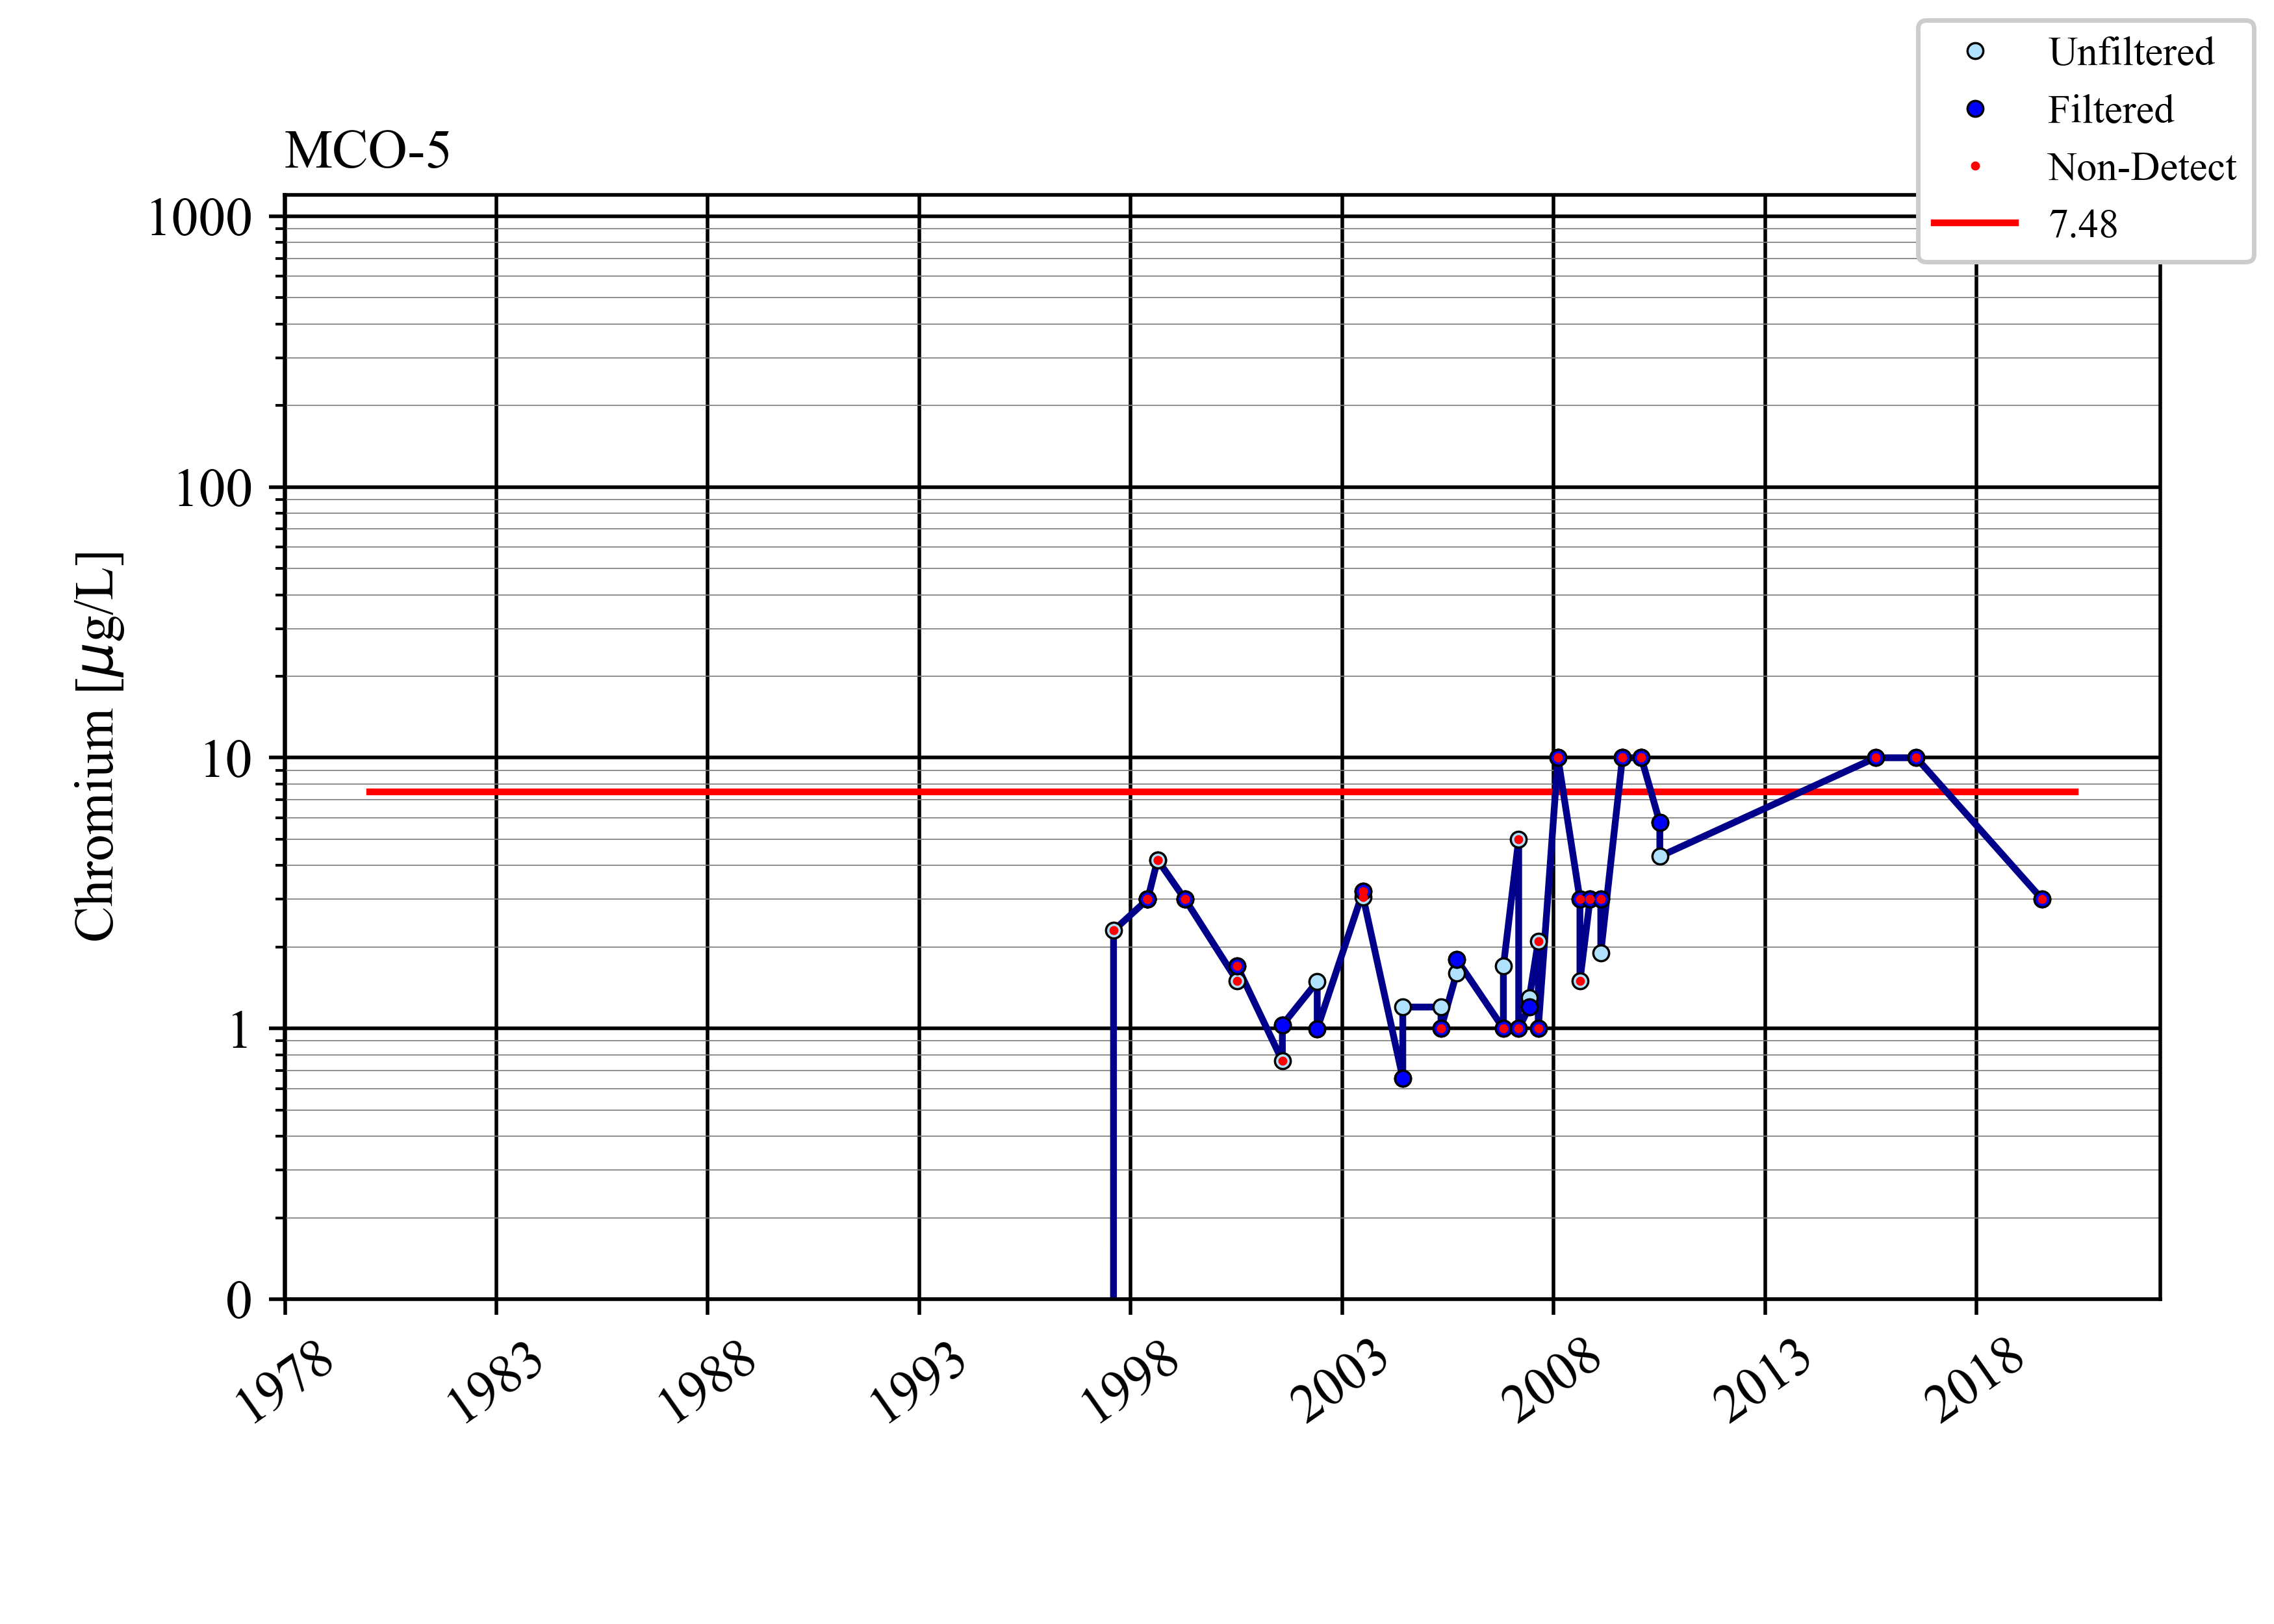 Unfiltered
Filtered
Non-Detect
7.48
MCO-5
Chromium [μg/L]
1000
100
10
1
0
1978 1983 1988 1993 1998 2003 2008 2013 2018